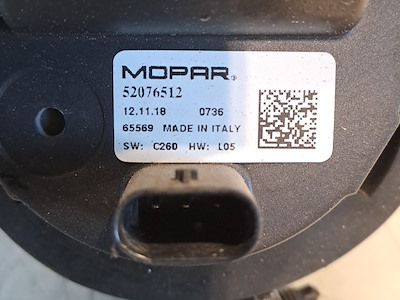 MOPAR®
52076512
12.11.18 0736
65569 MADE IN ITALY
SW: C260 HW: L05